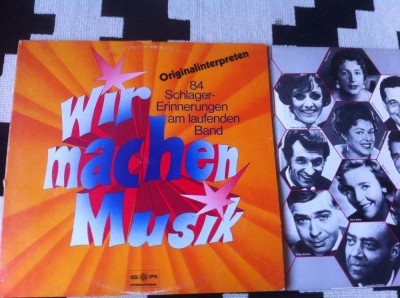 Originalinterpreten
84
Schlager-
Erinnerungen
am laufenden
Band
Wir
machen
Musik